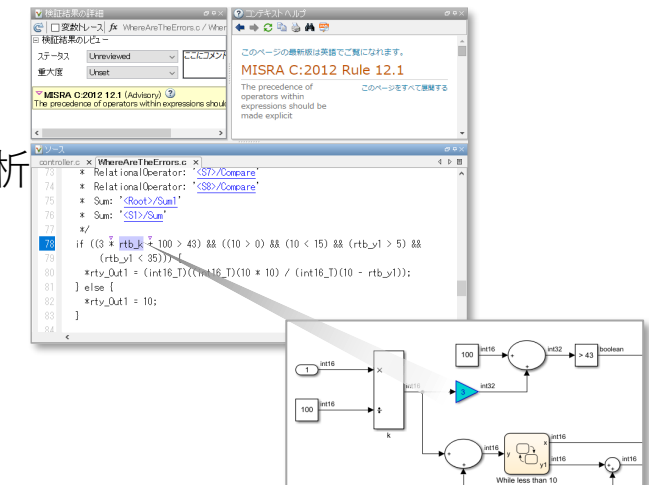 検証結果の詳細
変数トレース fx WhereAreTheErrors.c / Wher
検証結果のレビュー
ステータス Unreviewed ここにコメント
重大度 Unset
MISRA C:2012 12.1 (Advisory) ?
The precedence of operators within expressions shoul
コンテキスト ヘルプ
このページの最新版は英語でご覧になれます。
MISRA C:2012 Rule 12.1
The precedence of
operators within
expressions should be
made explicit
このページをすべて展開する
析
ソース
controller.c × WhereAreTheErrors.c ×
73 * RelationalOperator: '<S7>/Compare'
74 * RelationalOperator: '<S8>/Compare'
75 * Sum: '<Root>/Sum1'
76 * Sum: '<S1>/Sum'
77 */
78 if ((3 * rtb_k + 100 > 43) && ((10 > 0) && (10 < 15) && (rtb_y1 > 5) &&
79 (rtb_y1 < 35))) {
80 *rty_Out1 = (int16_T)((int16_T)(10 * 10) / (int16_T)(10 - rtb_y1));
81 } else {
82 *rty_Out1 = 10;
83 }
84
1 int16
100 int16
× ÷
k
int16
3 int32
100 int16
+ +
int32
> 43 boolean
+ +
int16
y x y1
While less than 10
int16
int16
+ +
int16